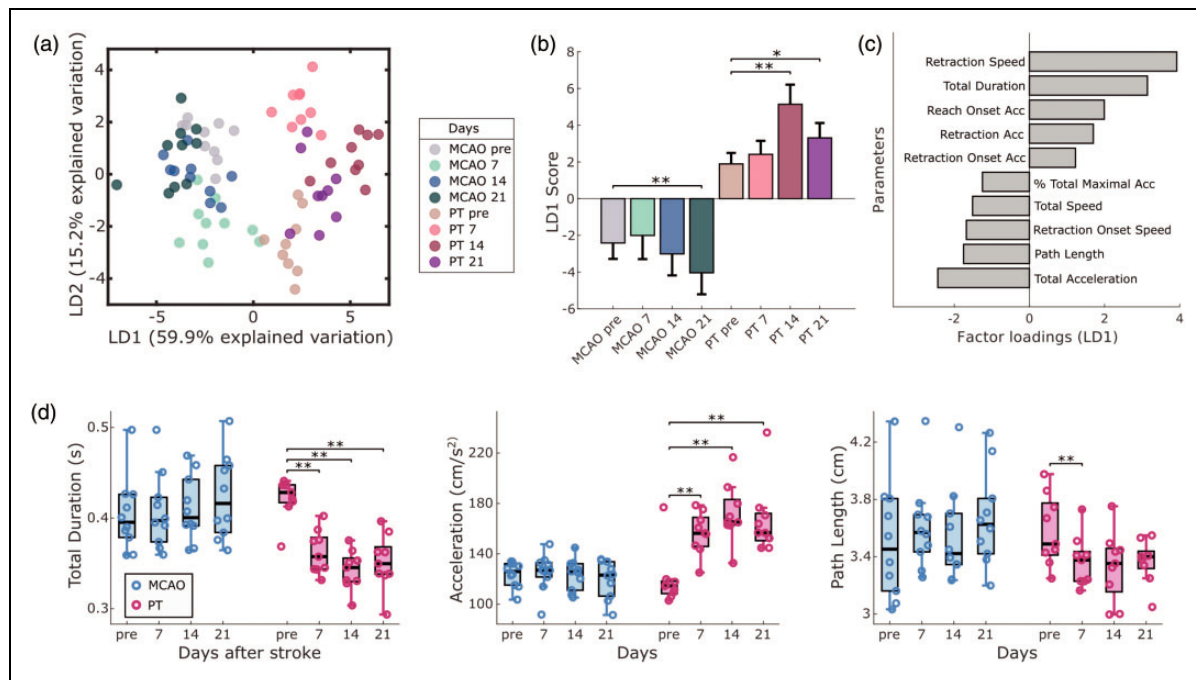 (a)
LD2 (15.2% explained variation)
4
2
0
-2
-4
-5
0
5
LD1 (59.9% explained variation)
Days
MCAO pre
MCAO 7
MCAO 14
MCAO 21
PT pre
PT 7
PT 14
PT 21
(b)
LD1 Score
8
6
4
2
0
-2
-4
-6
**
**
*
MCAO pre
MCAO 7
MCAO 14
MCAO 21
PT pre
PT 7
PT 14
PT 21
(c)
Parameters
Retraction Speed
Total Duration
Reach Onset Acc
Retraction Acc
Retraction Onset Acc
% Total Maximal Acc
Total Speed
Retraction Onset Speed
Path Length
Total Acceleration
-2
0
2
4
Factor loadings (LD1)
(d)
Total Duration (s)
0.5
0.4
0.3
**
**
**
MCAO
PT
pre
7
14
21
pre
7
14
21
Days after stroke
Acceleration (cm/s²)
220
180
140
100
**
**
**
pre
7
14
21
pre
7
14
21
Days
Path Length (cm)
4.2
3.8
3.4
3
**
pre
7
14
21
pre
7
14
21
Days